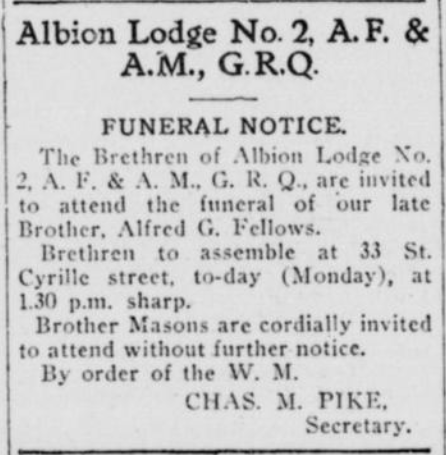 Albion Lodge No. 2, A. F. &
A.M., G.R.Q.
FUNERAL NOTICE.
The Brethren of Albion Lodge No.
2, A. F. & A. M., G. R. Q., are invited
to attend the funeral of our late
Brother, Alfred G. Fellows.
Brethren to assemble at 33 St.
Cyrille street, to-day (Monday), at
1.30 p.m. sharp.
Brother Masons are cordially invited
to attend without further notice.
By order of the W. M.
CHAS. M. PIKE,
Secretary.